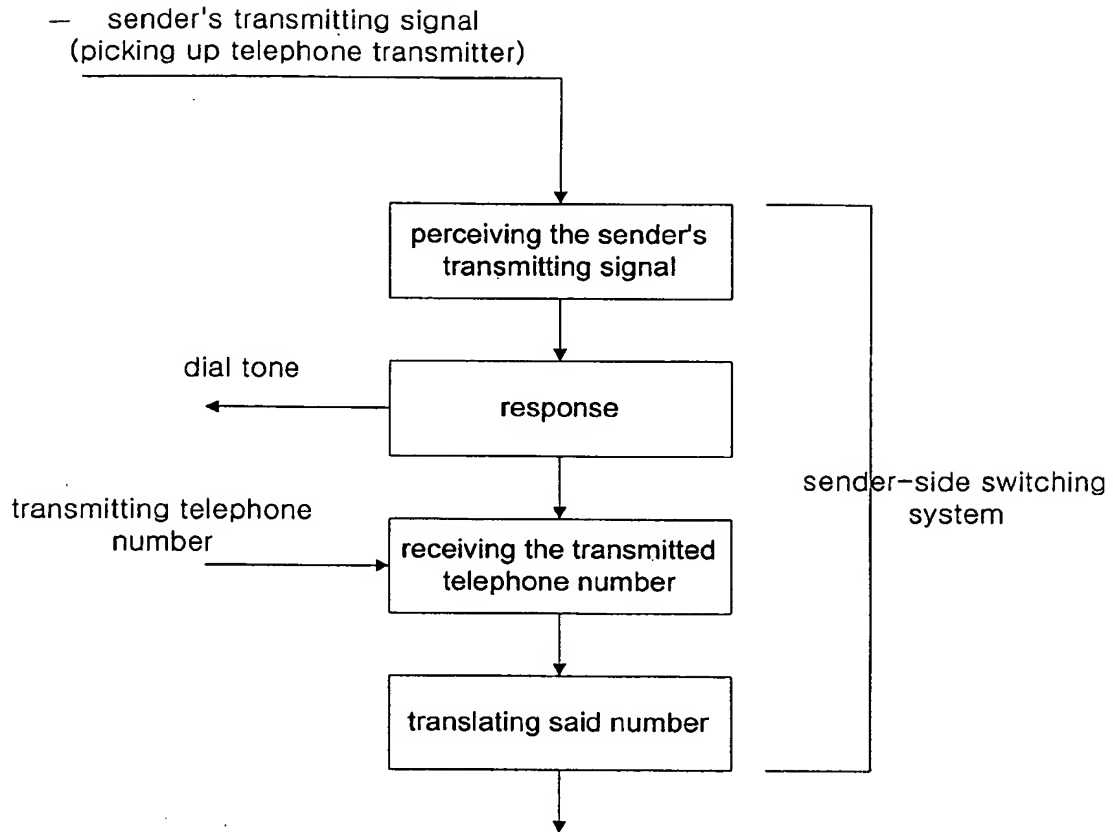 — sender's transmitting signal
(picking up telephone transmitter)
perceiving the sender's
transmitting signal
dial tone
response
sender-side switching
system
transmitting telephone
number
receiving the transmitted
telephone number
translating said number